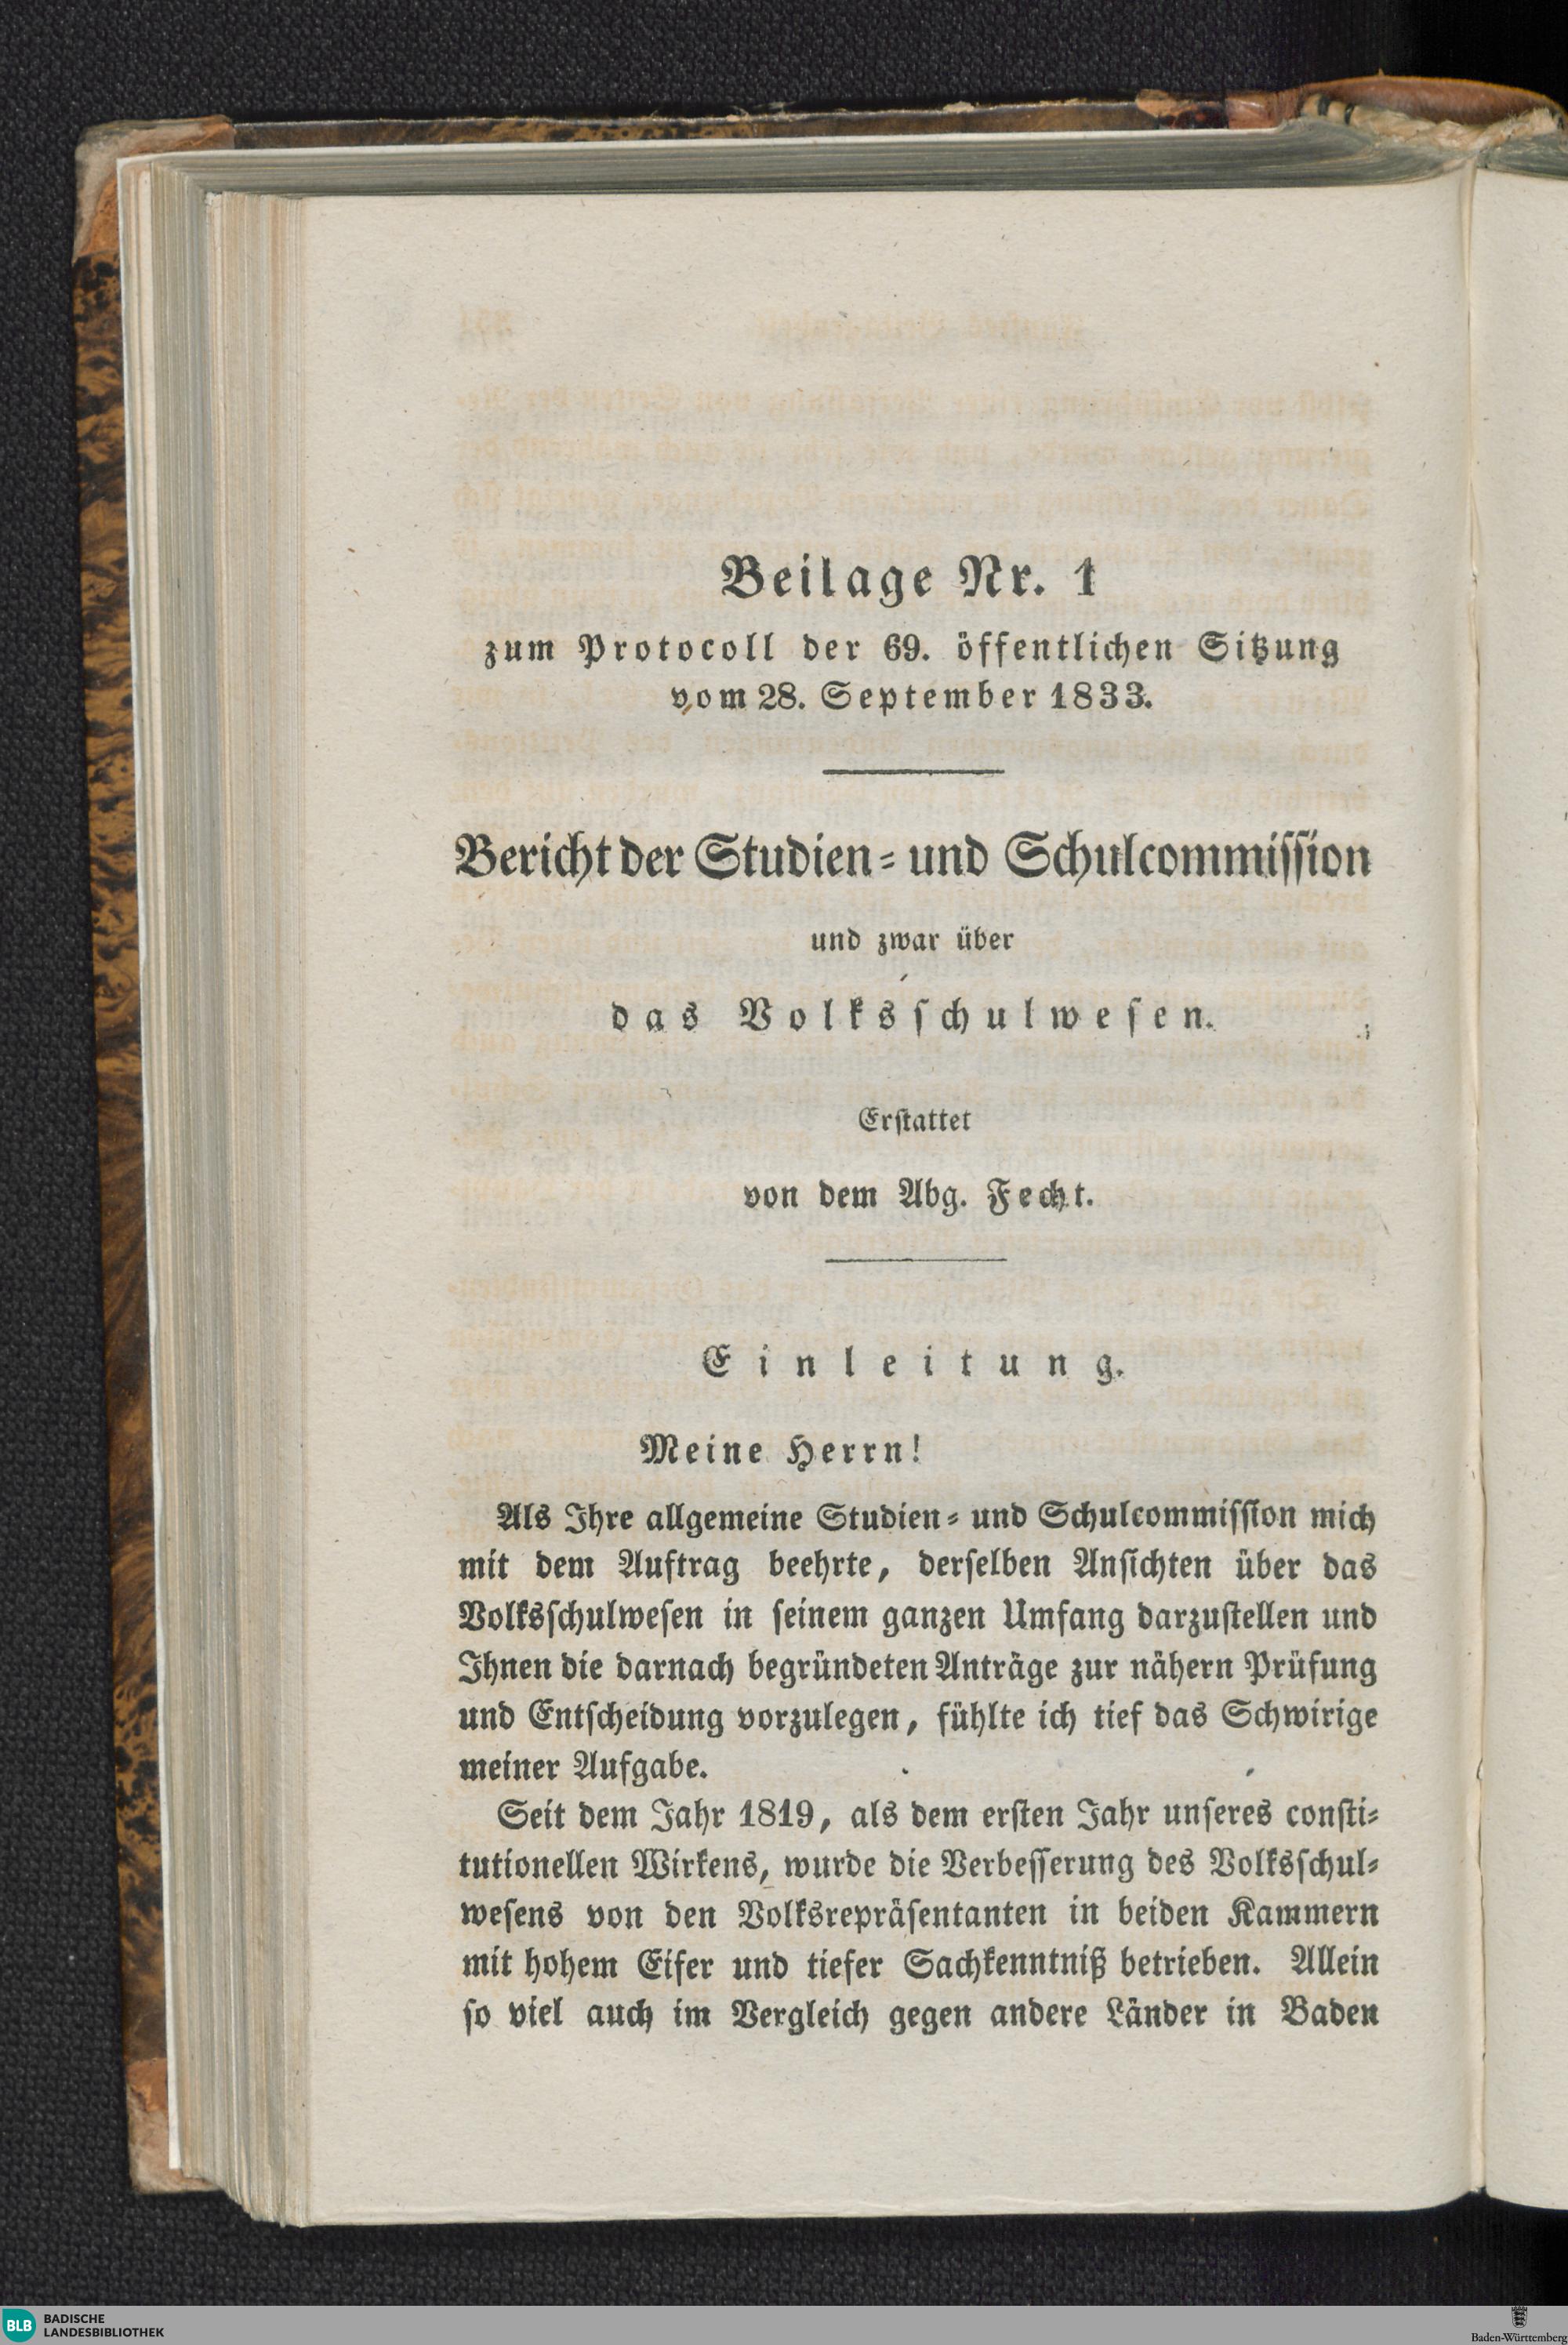 Beilage Nr. 1
zum Protocoll der 69. öffentlichen Sitzung
vom 28. September 1833.
Bericht der Studien- und Schulcommission
und zwar über
das Volksschulwesen.
Erstattet
von dem Abg. Fecht.
Einleitung.
Meine Herrn!
Als Ihre allgemeine Studien- und Schulcommission mich
mit dem Auftrag beehrte, derselben Ansichten über das
Volksschulwesen in seinem ganzen Umfang darzustellen und
Ihnen die darnach begründeten Anträge zur nähern Prüfung
und Entscheidung vorzulegen, fühlte ich tief das Schwirige
meiner Aufgabe.
Seit dem Jahr 1819, als dem ersten Jahr unseres consti-
tutionellen Wirkens, wurde die Verbesserung des Volksschul-
wesens von den Volksrepräsentanten in beiden Kammern
mit hohem Eifer und tiefer Sachkenntniß betrieben. Allein
so viel auch im Vergleich gegen andere Länder in Baden
BLB
BADISCHE
LANDESBIBLIOTHEK
Baden-Württemberg